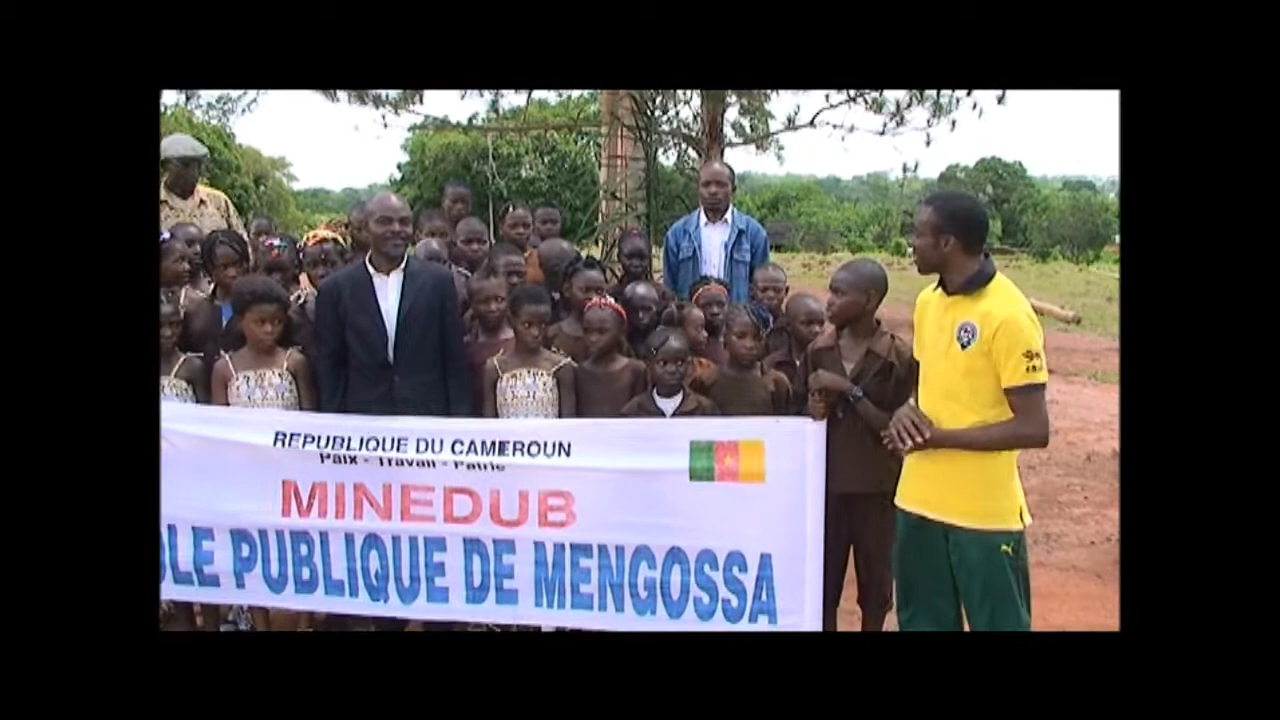 REPUBLIQUE DU CAMEROUN
Paix - Travail - Patrie
MINEDUB
OLE PUBLIQUE DE MENGOSSA